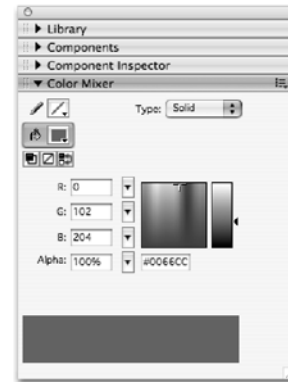 Library
Components
Component Inspector
Color Mixer
Type: Solid
R: 0
G: 102
B: 204
Alpha: 100% #0066CC